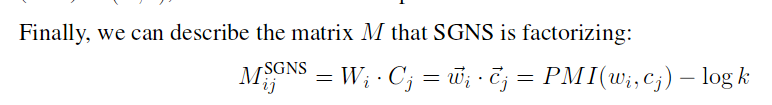 Finally, we can describe the matrix M that SGNS is factorizing:
M_{ij}^{SGNS} = W_i · C_j = \vec{w}_i · \vec{c}_j = PMI(w_i, c_j) − log k